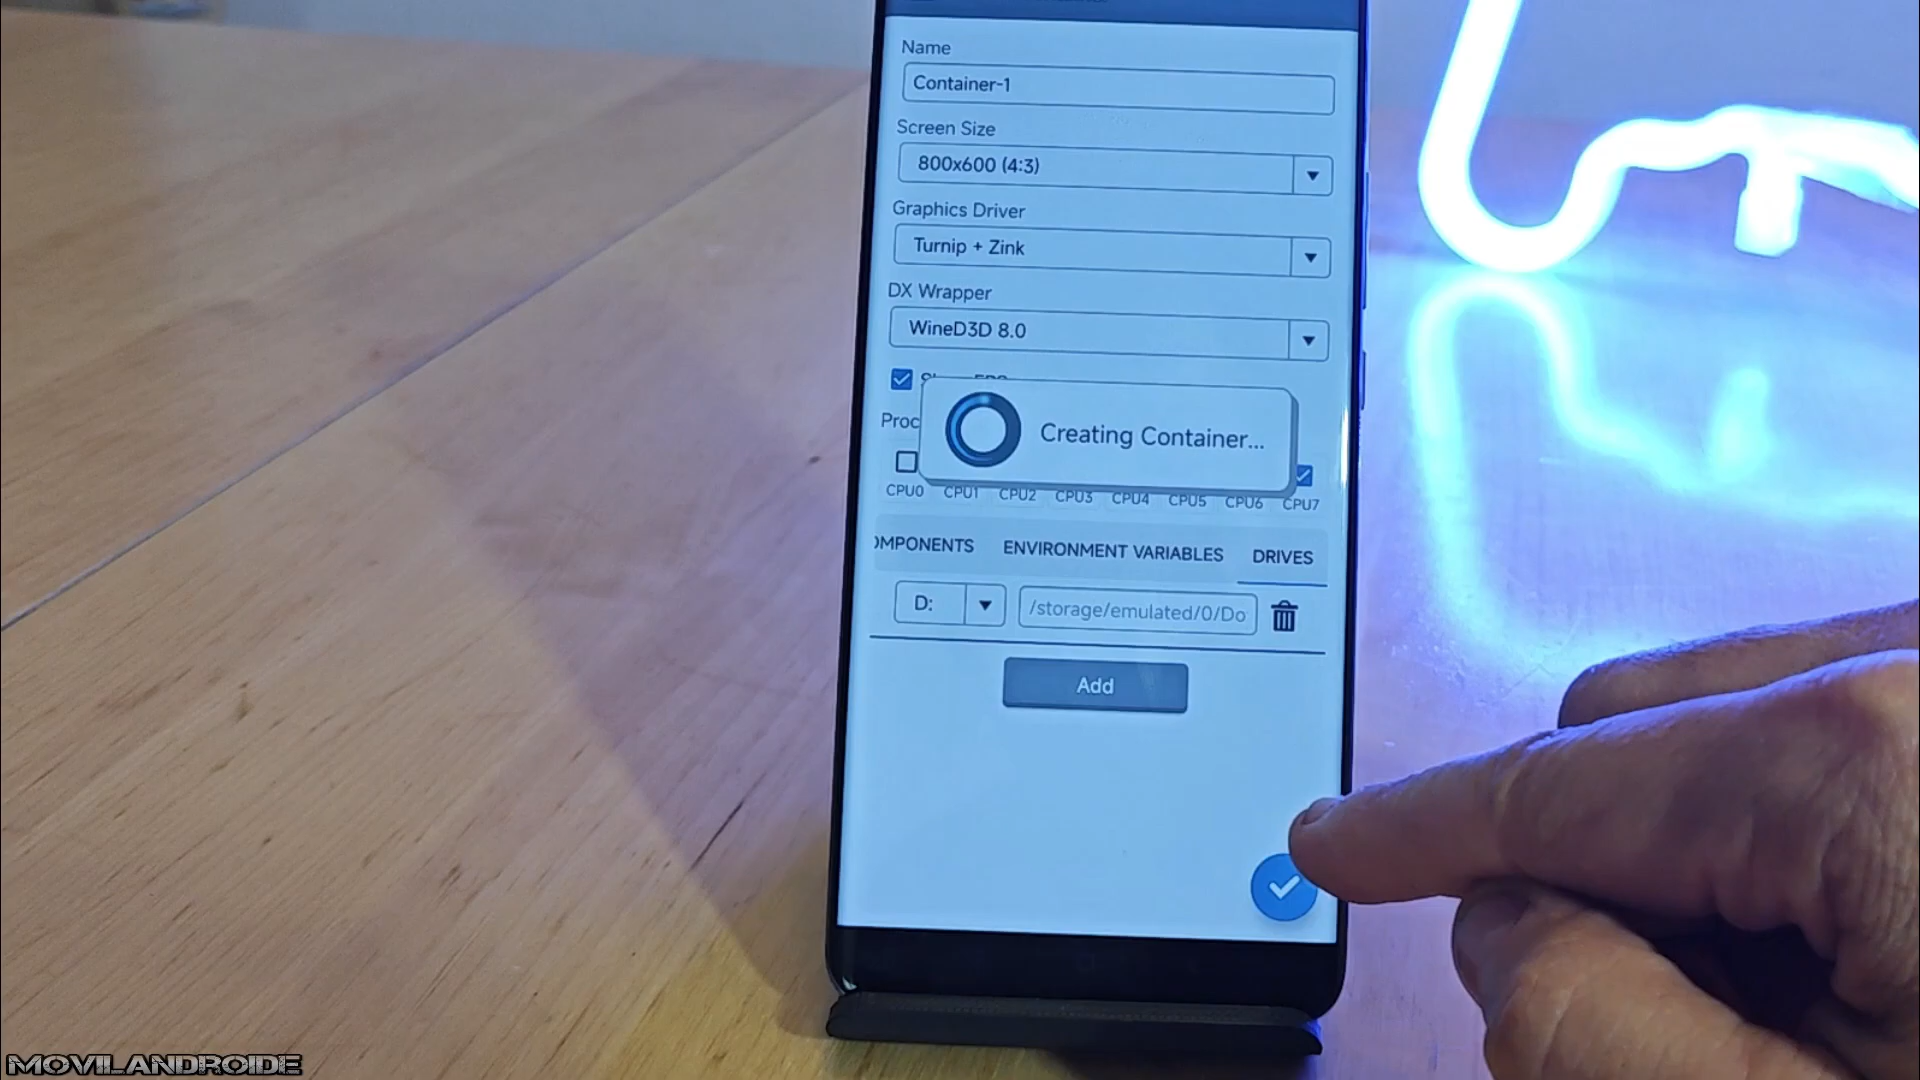 Name
Container-1
Screen Size
800x600 (4:3)
Graphics Driver
Turnip + Zink
DX Wrapper
WineD3D 8.0
Proc
Creating Container...
CPU0 CPU1 CPU2 CPU3 CPU4 CPU5 CPU6 CPU7
OMPONENTS ENVIRONMENT VARIABLES DRIVES
D: /storage/emulated/0/Do
Add
MOVILANDROIDE